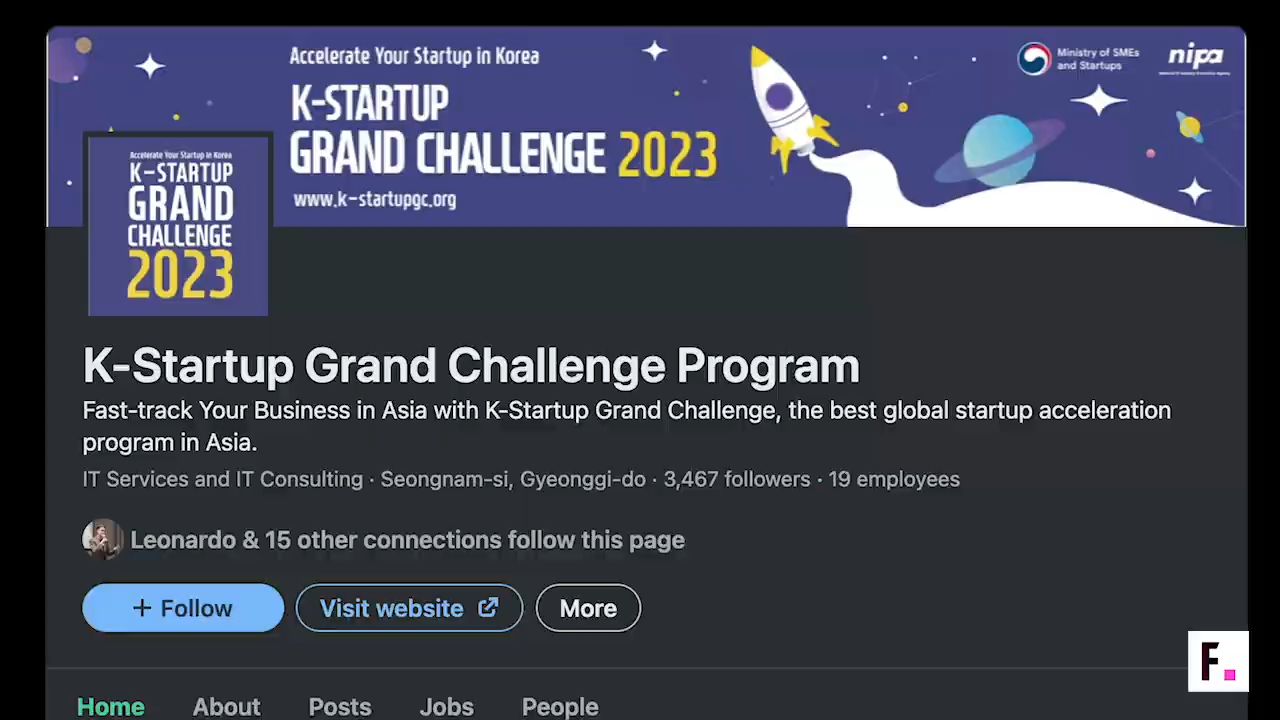 Accelerate Your Startup in Korea
K-STARTUP
GRAND CHALLENGE 2023
www.k-startupgc.org
Ministry of SMEs
and Startups
nipa
Accelerate Your Startup in Korea
K-STARTUP
GRAND
CHALLENGE
2023
K-Startup Grand Challenge Program
Fast-track Your Business in Asia with K-Startup Grand Challenge, the best global startup acceleration
program in Asia.
IT Services and IT Consulting · Seongnam-si, Gyeonggi-do · 3,467 followers · 19 employees
Leonardo & 15 other connections follow this page
+ Follow
Visit website
More
Home About Posts Jobs People
F.